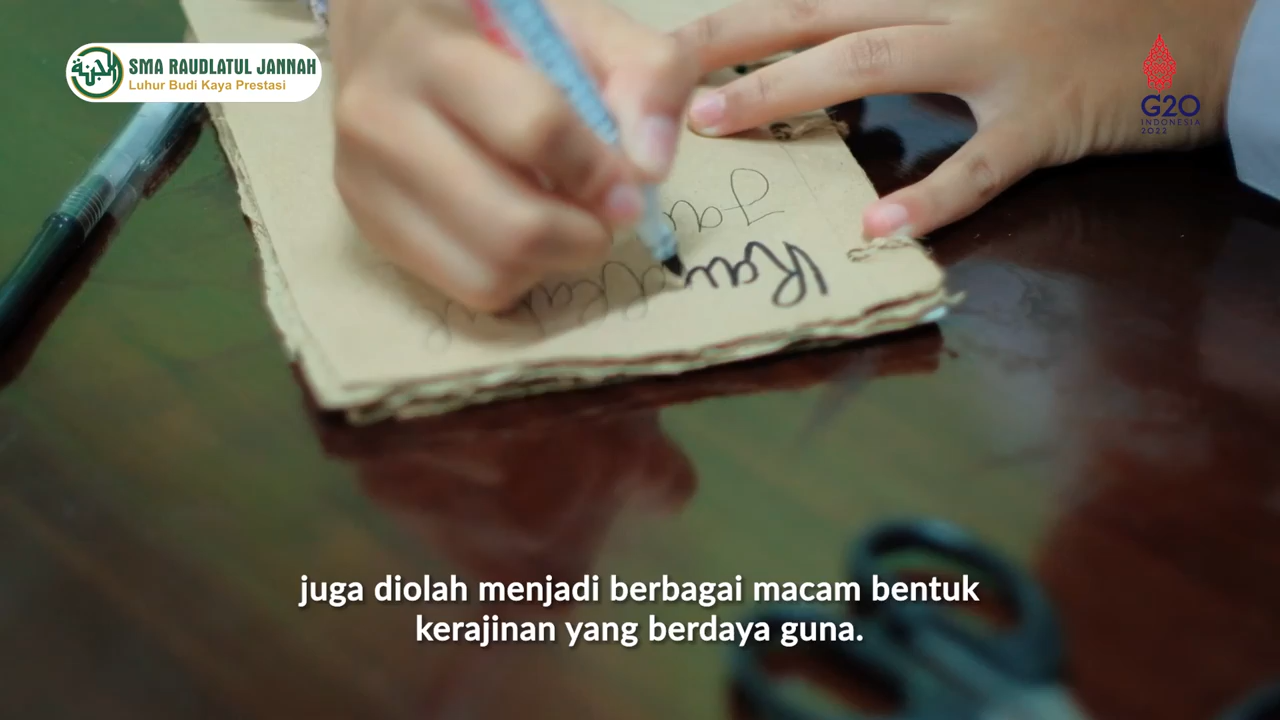 SMA RAUDLATUL JANNAH
Luhur Budi Kaya Prestasi
G20
INDONESIA
2022
juga diolah menjadi berbagai macam bentuk
kerajinan yang berdaya guna.